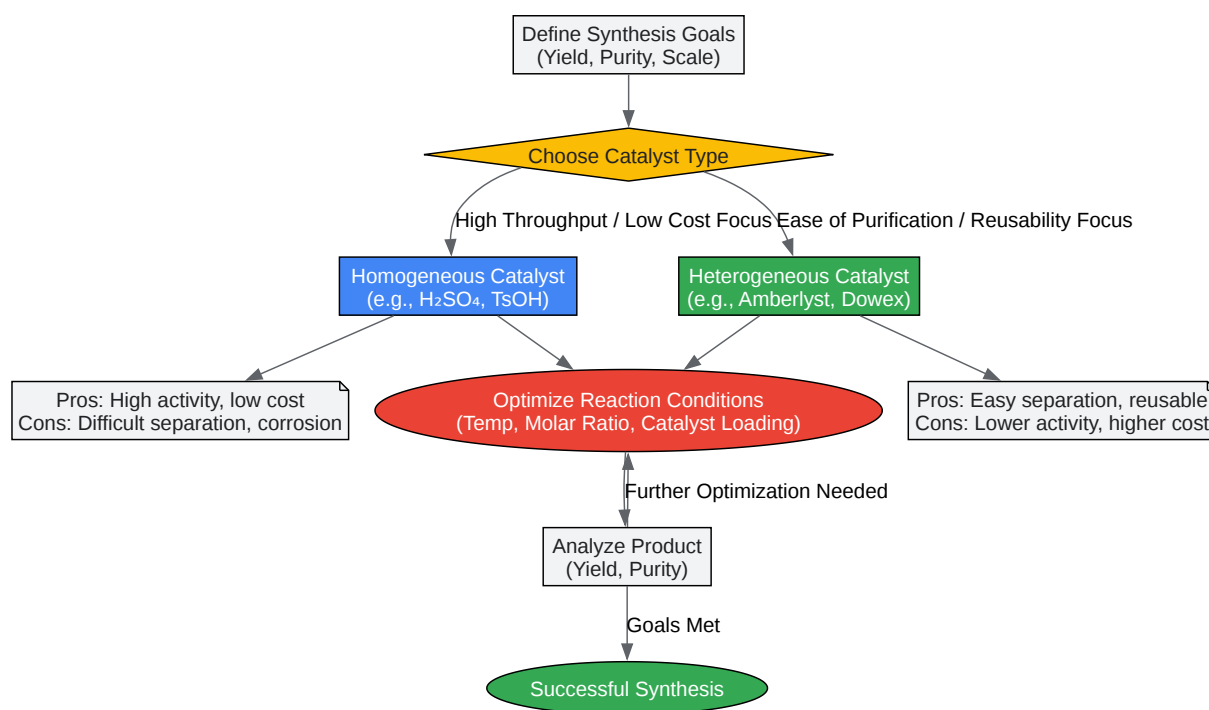 Define Synthesis Goals
(Yield, Purity, Scale)
Choose Catalyst Type
High Throughput / Low Cost Focus
Ease of Purification / Reusability Focus
Homogeneous Catalyst
(e.g., H₂SO₄, TsOH)
Heterogeneous Catalyst
(e.g., Amberlyst, Dowex)
Pros: High activity, low cost
Cons: Difficult separation, corrosion
Optimize Reaction Conditions
(Temp, Molar Ratio, Catalyst Loading)
Pros: Easy separation, reusable
Cons: Lower activity, higher cost
Further Optimization Needed
Analyze Product
(Yield, Purity)
Goals Met
Successful Synthesis